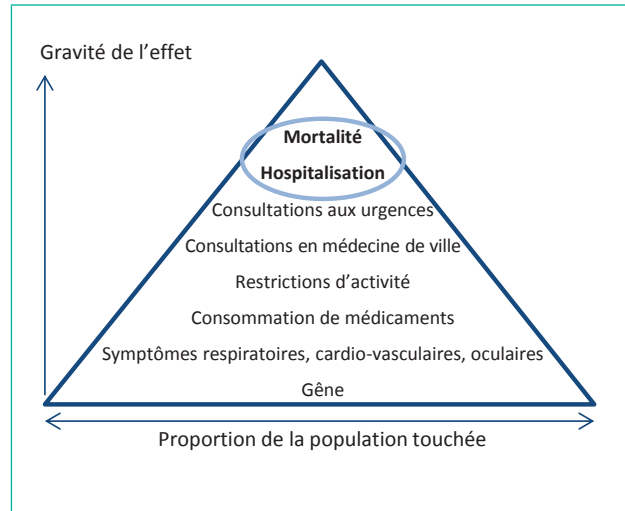 Gravité de l’effet
Mortalité
Hospitalisation
Consultations aux urgences
Consultations en médecine de ville
Restrictions d’activité
Consommation de médicaments
Symptômes respiratoires, cardio-vasculaires, oculaires
Gêne
Proportion de la population touchée